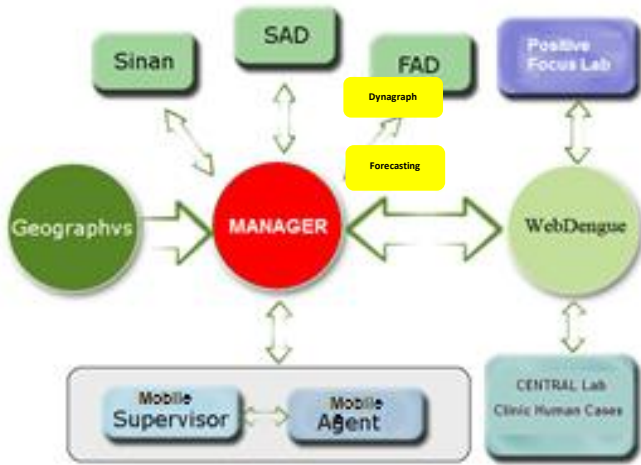 SAD
Sinan
FAD
Positive
Focus Lab
Dynagraph
Forecasting
Geographvs
MANAGER
WebDengue
Mobile
Supervisor
Mobile
Agent
CENTRAL Lab
Clinic Human Cases